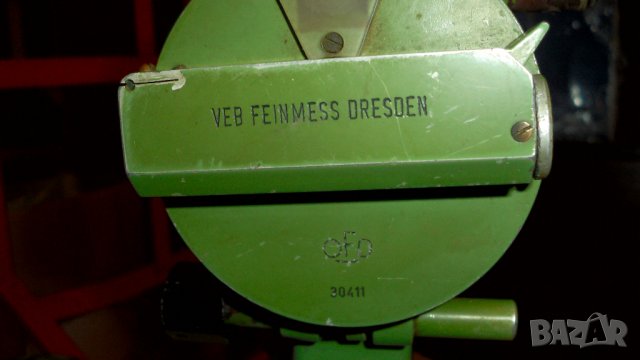 VEB FEINMESS DRESDEN
30411
BAZAR